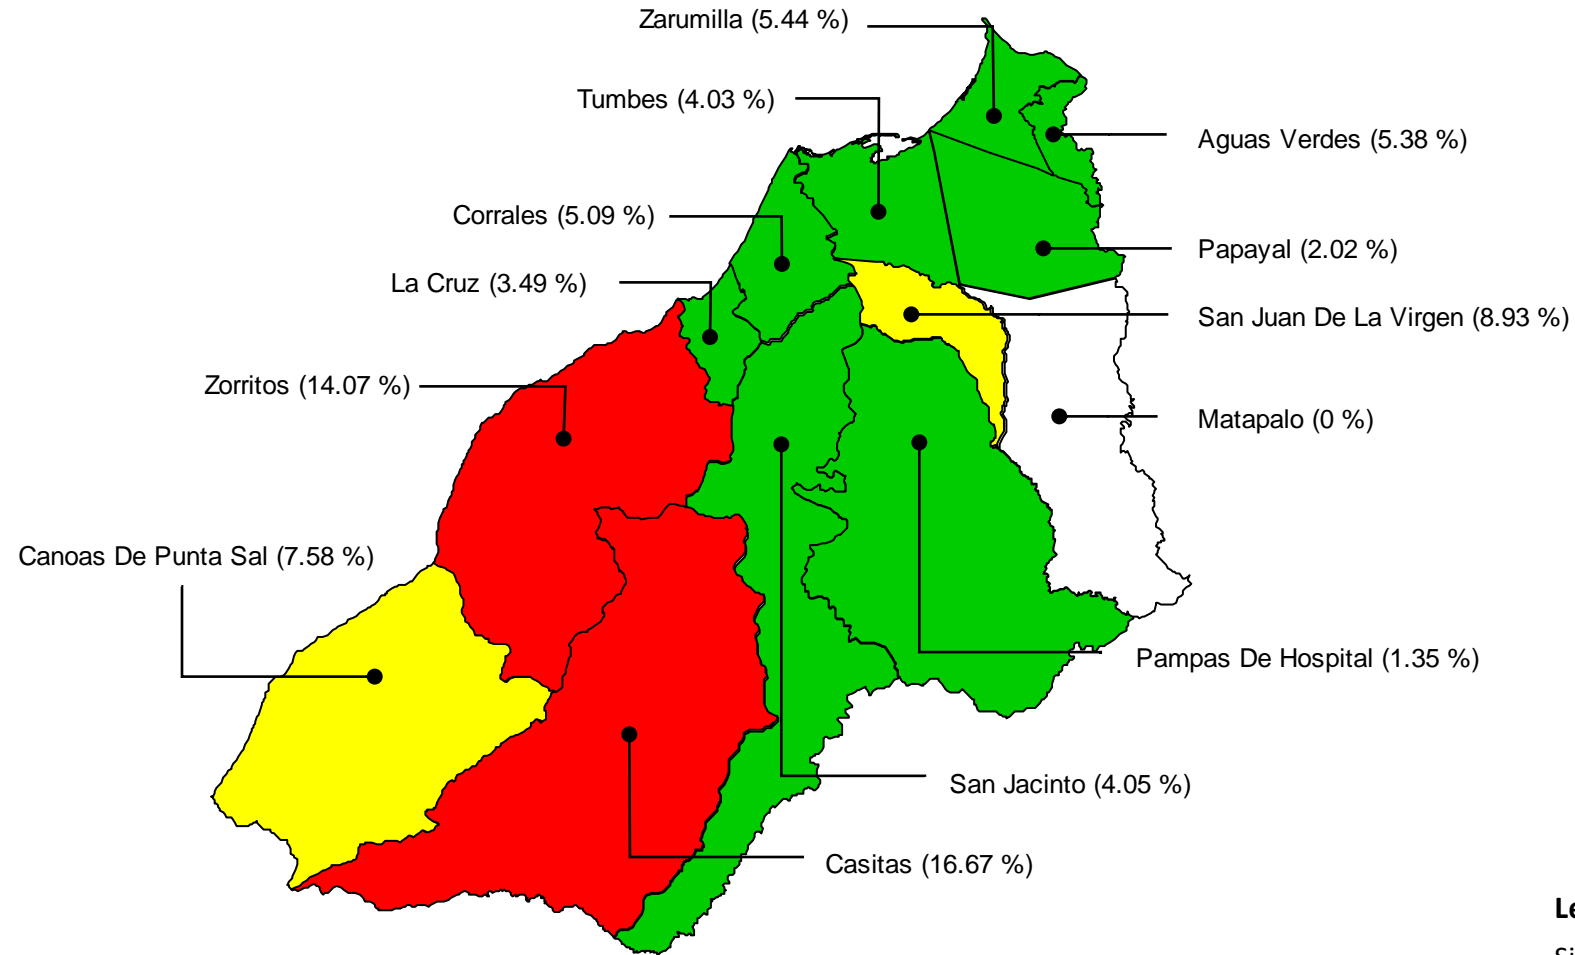 Zarumilla (5.44 %)
Tumbes (4.03 %)
Aguas Verdes (5.38 %)
Corrales (5.09 %)
Papayal (2.02 %)
La Cruz (3.49 %)
San Juan De La Virgen (8.93 %)
Zorritos (14.07 %)
Matapalo (0 %)
Canoas De Punta Sal (7.58 %)
Pampas De Hospital (1.35 %)
San Jacinto (4.05 %)
Casitas (16.67 %)